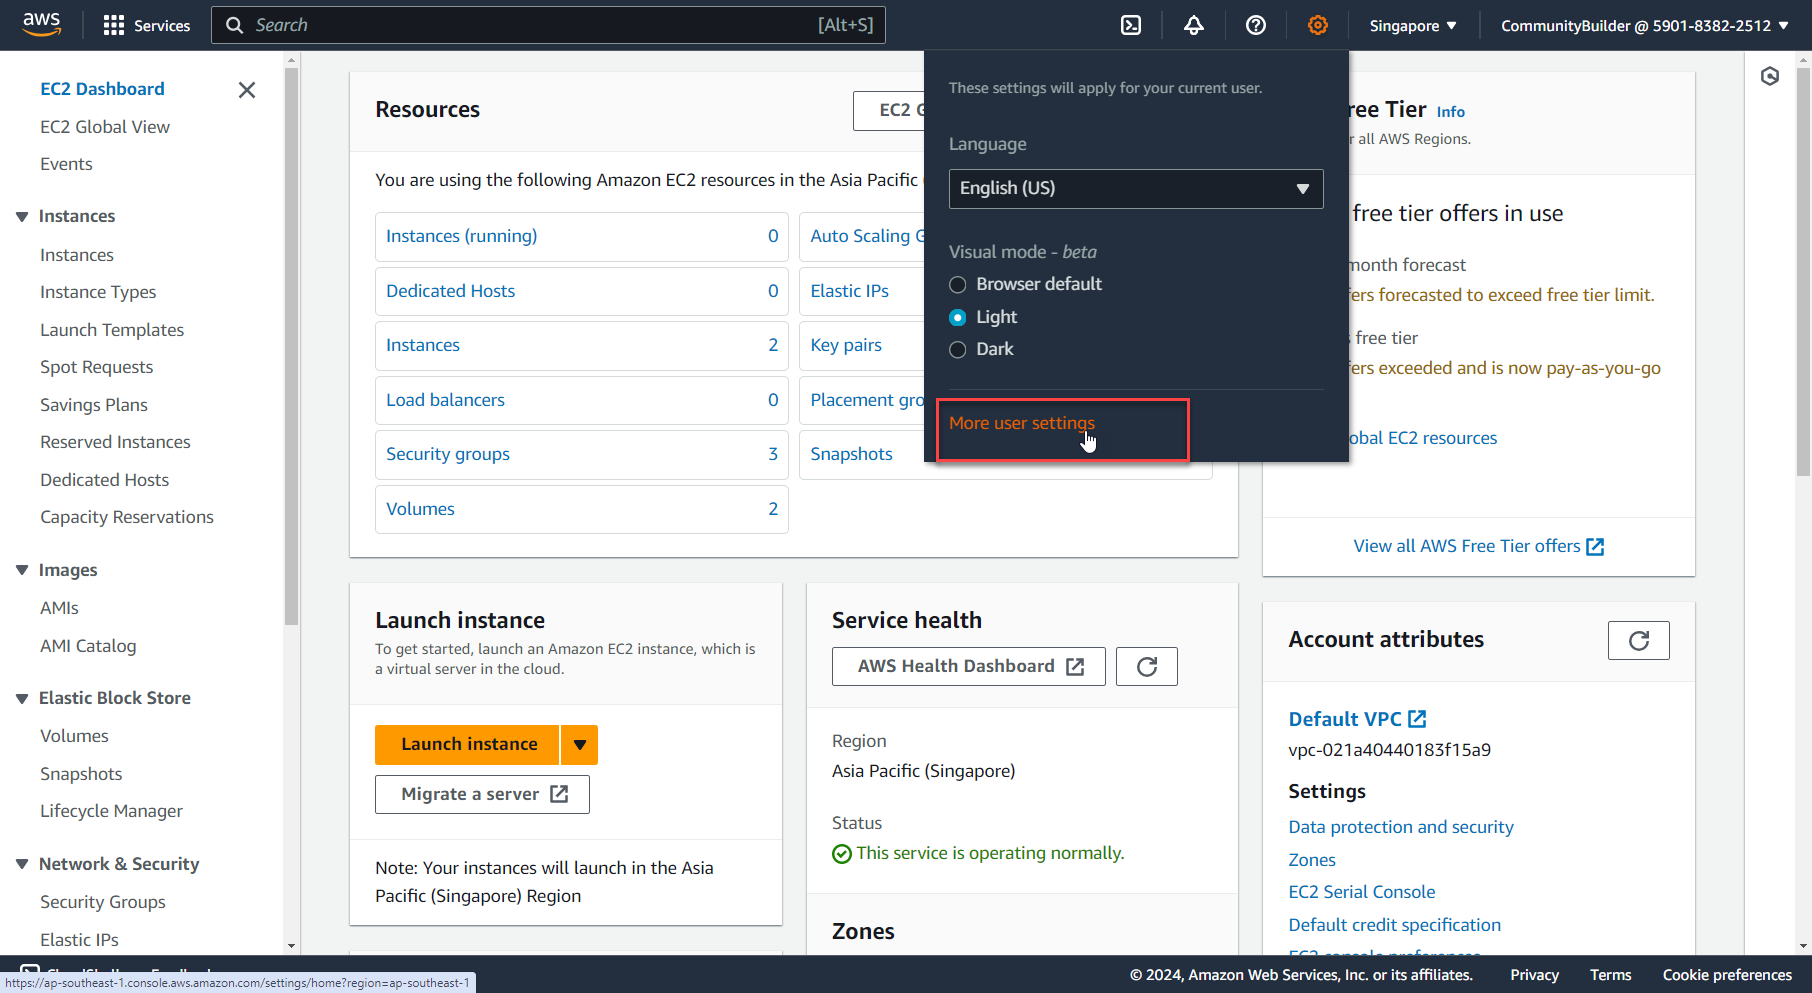 aws
Services
Search
[Alt+S]
Singapore
CommunityBuilder @ 5901-8382-2512
EC2 Dashboard
EC2 Global View
Events
Instances
Instances
Instance Types
Launch Templates
Spot Requests
Savings Plans
Reserved Instances
Dedicated Hosts
Capacity Reservations
Images
AMIs
AMI Catalog
Elastic Block Store
Volumes
Snapshots
Lifecycle Manager
Network & Security
Security Groups
Elastic IPs
Resources
EC2
You are using the following Amazon EC2 resources in the Asia Pacific
Instances (running) 0
Dedicated Hosts 0
Instances 2
Load balancers 0
Security groups 3
Volumes 2
Auto Scaling
Elastic IPs
Key pairs
Placement
Snapshots
These settings will apply for your current user.
Language
English (US)
Visual mode - beta
Browser default
Light
Dark
More user settings
Tier Info
all AWS Regions.
free tier offers in use
month forecast
forecasted to exceed free tier limit.
free tier
exceeded and is now pay-as-you-go
EC2 resources
View all AWS Free Tier offers
Launch instance
To get started, launch an Amazon EC2 instance, which is
a virtual server in the cloud.
Launch instance
Migrate a server
Note: Your instances will launch in the Asia
Pacific (Singapore) Region
Service health
AWS Health Dashboard
Region
Asia Pacific (Singapore)
Status
This service is operating normally.
Zones
Account attributes
Default VPC
vpc-021a40440183f15a9
Settings
Data protection and security
Zones
EC2 Serial Console
Default credit specification
https://ap-southeast-1.console.aws.amazon.com/settings/home?region=ap-southeast-1
© 2024, Amazon Web Services, Inc. or its affiliates.
Privacy
Terms
Cookie preferences